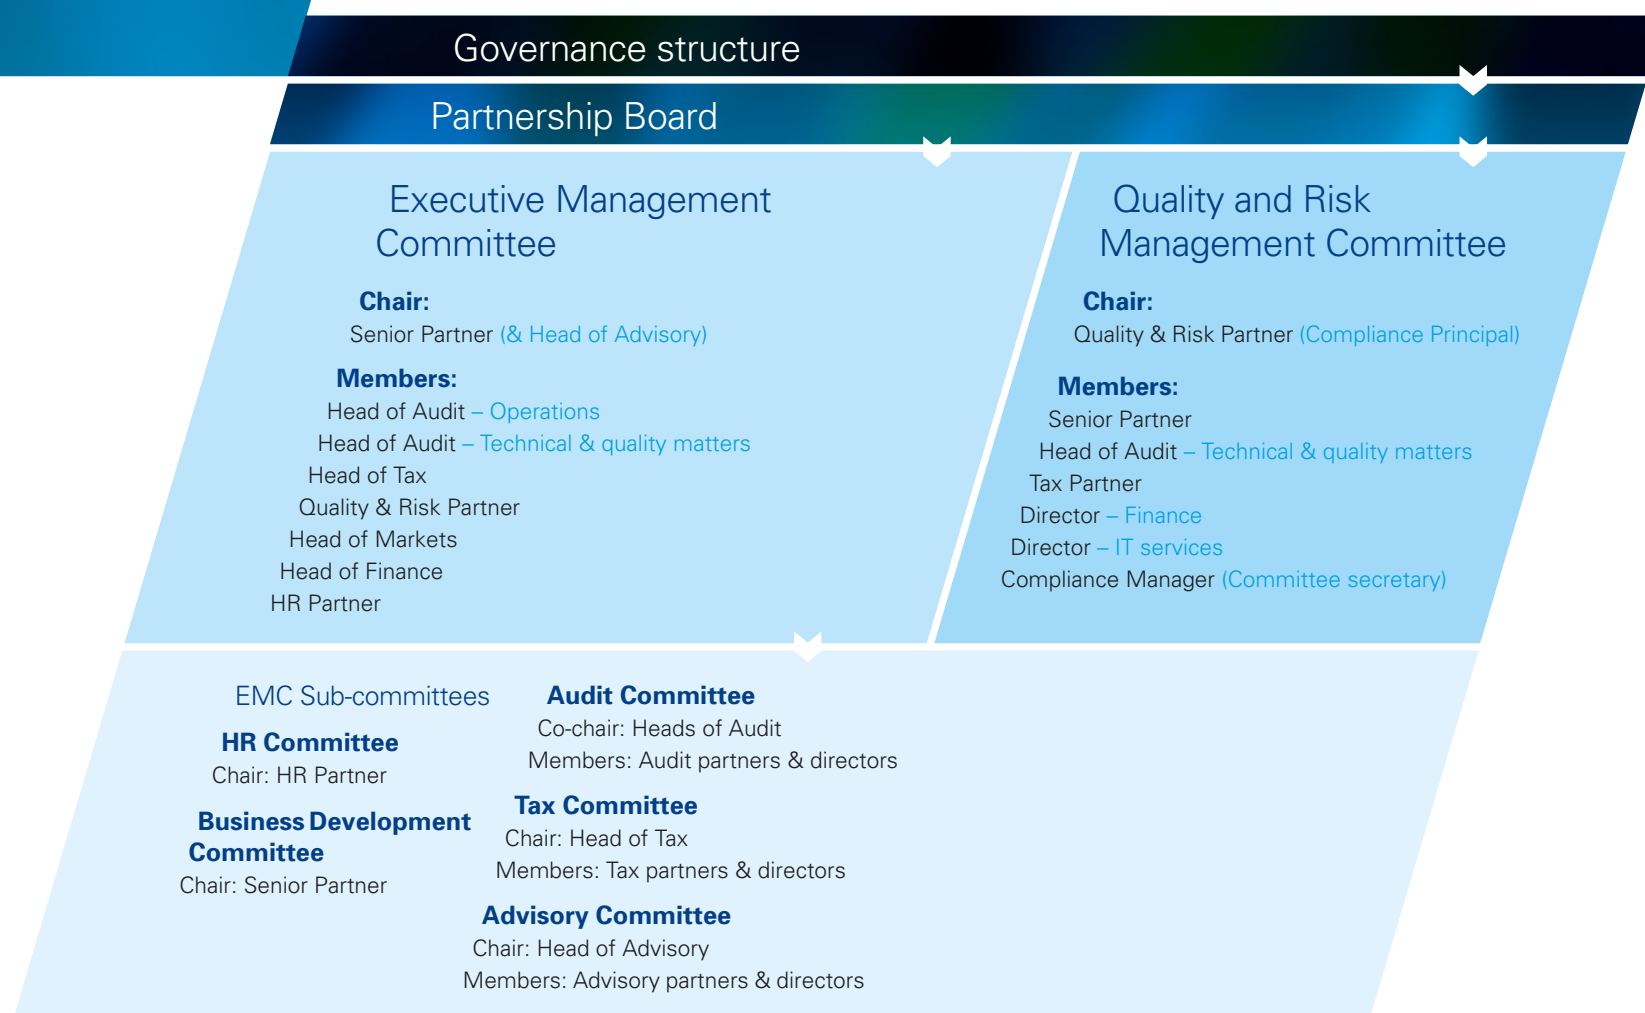 Governance structure
Partnership Board
Executive Management
Committee
Chair:
Senior Partner (& Head of Advisory)
Members:
Head of Audit – Operations
Head of Audit – Technical & quality matters
Head of Tax
Quality & Risk Partner
Head of Markets
Head of Finance
HR Partner
Quality and Risk
Management Committee
Chair:
Quality & Risk Partner (Compliance Principal)
Members:
Senior Partner
Head of Audit – Technical & quality matters
Tax Partner
Director – Finance
Director – IT services
Compliance Manager (Committee secretary)
EMC Sub-committees
HR Committee
Chair: HR Partner
Business Development
Committee
Chair: Senior Partner
Audit Committee
Co-chair: Heads of Audit
Members: Audit partners & directors
Tax Committee
Chair: Head of Tax
Members: Tax partners & directors
Advisory Committee
Chair: Head of Advisory
Members: Advisory partners & directors